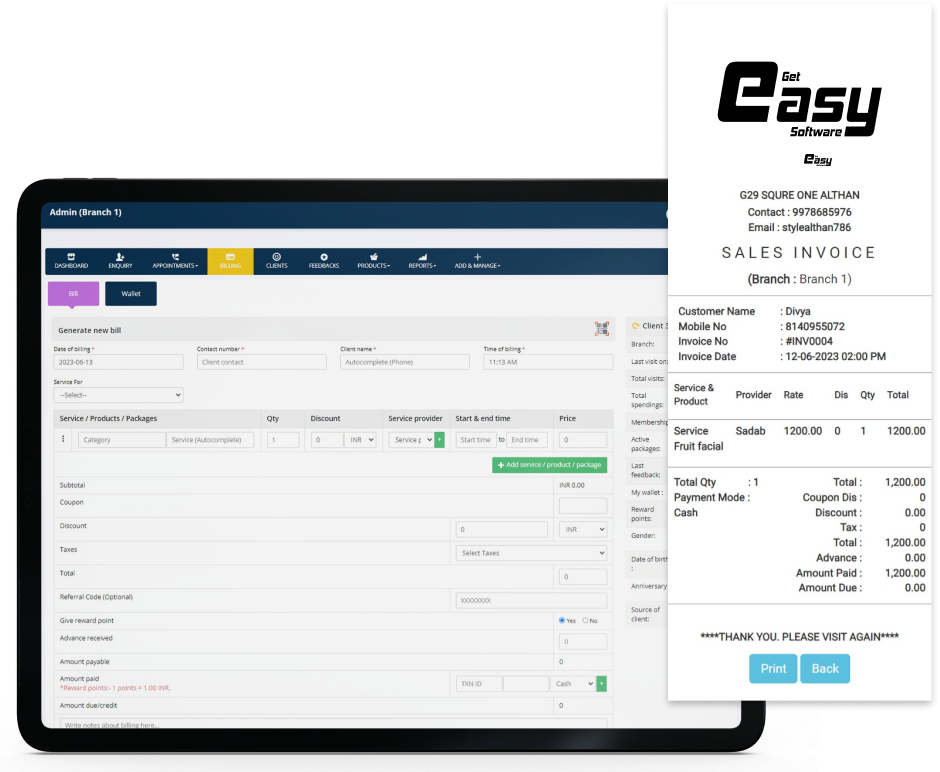 Get
easy
Software
easy
G29 SQURE ONE ALTHAN
Contact : 9978685976
Email : stylealthan786
SALES INVOICE
(Branch : Branch 1)
Customer Name : Divya
Mobile No : 8140955072
Invoice No : #INV0004
Invoice Date : 12-06-2023 02:00 PM
Service & Product Provider Rate Dis Qty Total
Service Fruit facial Sadab 1200.00 0 1 1200.00
Total Qty : 1
Payment Mode :
Cash
Total : 1,200.00
Coupon Dis : 0
Discount : 0.00
Tax : 0
Total : 1,200.00
Advance : 0.00
Amount Paid : 1,200.00
Amount Due : 0.00
****THANK YOU. PLEASE VISIT AGAIN****
Print Back
Admin (Branch 1)
DASHBOARD ENQUIRY APPOINTMENTS BILLING CLIENTS FEEDBACKS PRODUCTS REPORTS ADD & MANAGE
Bill Wallet
Generate new bill
Date of billing * Contact number * Client name * Time of billing *
2023-06-13 Client contact Autocomplete (Phone) 11:13 AM
Service For
--Select--
Service / Products / Packages Qty Discount Service provider Start & end time Price
Category Service (Autocomplete) 1 0 INR Service p + Start time to End time 0
+ Add service / product / package
Subtotal INR 0.00
Coupon
Discount 0 INR
Taxes Select Taxes
Total 0
Referral Code (Optional) XXXXXXXX
Give reward point Yes No
Advance received 0
Amount payable 0
Amount paid TXN ID Cash +
*Reward points:- 1 points = 1.00 INR.
Amount due/credit 0
Write notes about billing here...
Client
Branch:
Last visit on:
Total visits:
Total
spendings:
Membership
Active
packages:
Last
feedback:
My wallet :
Reward
points:
Gender:
Date of birth
:
Anniversary
Source of
client: